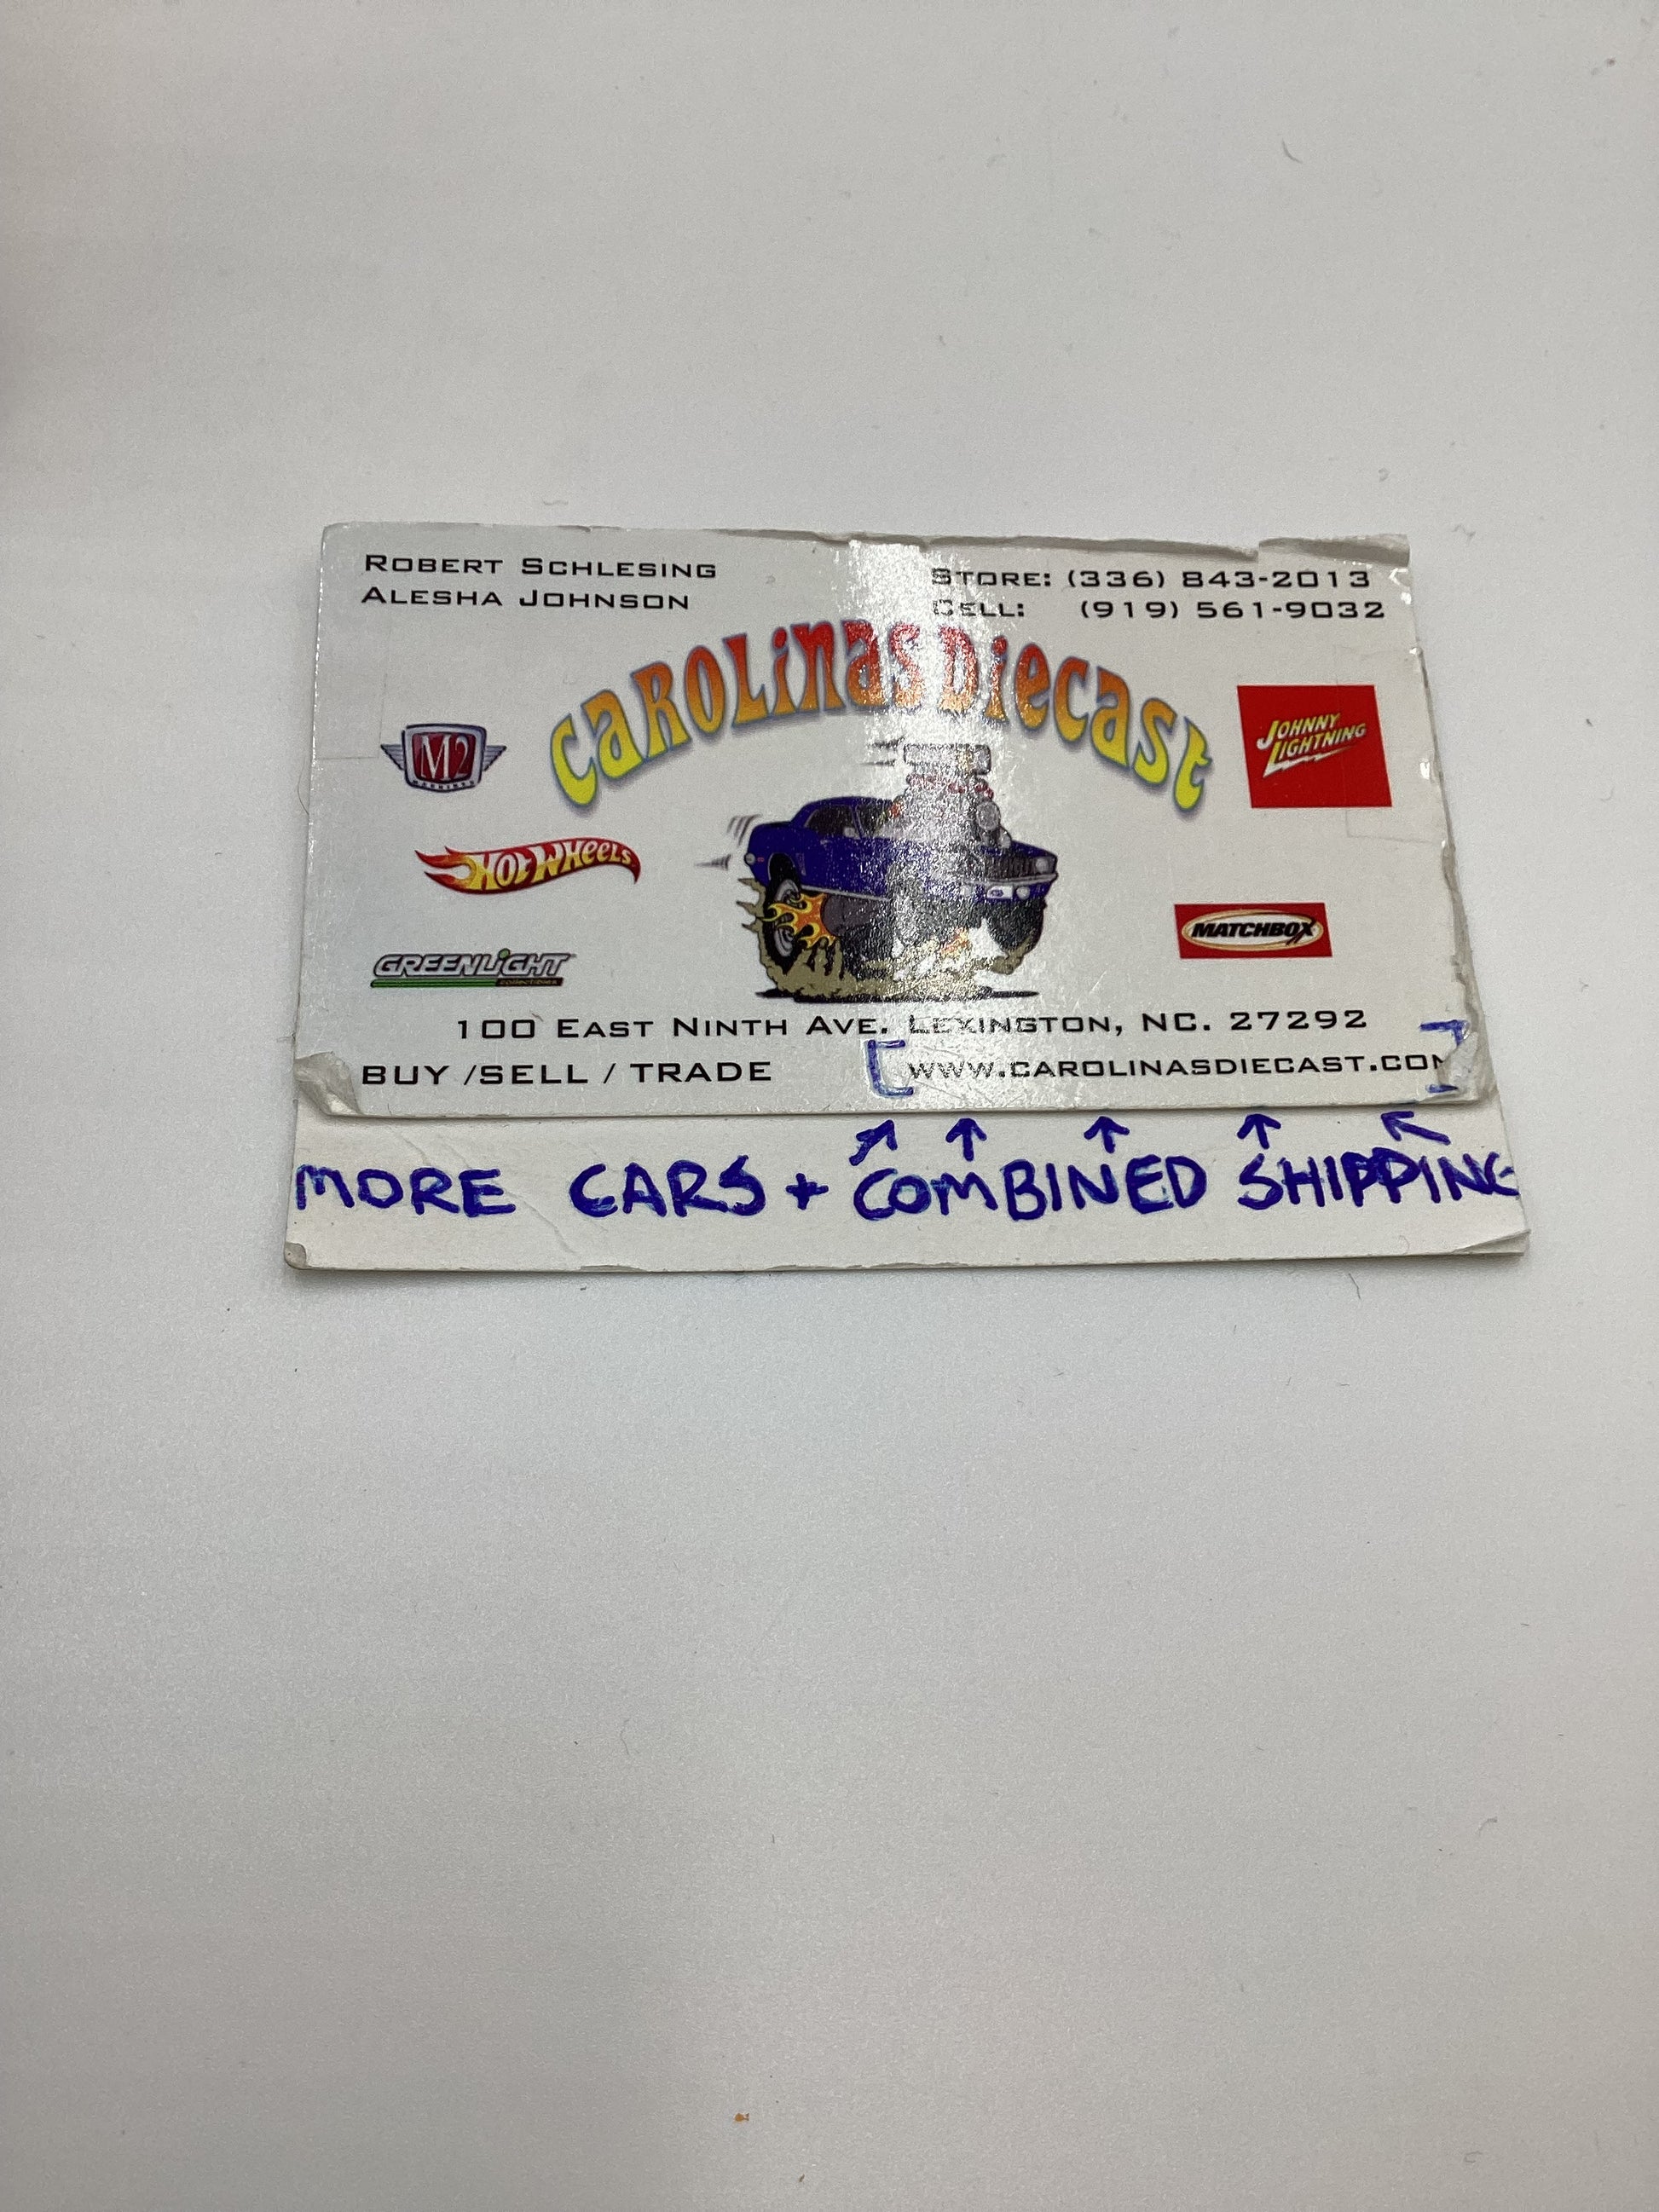 ROBERT SCHLESING
ALESHA JOHNSON
STORE: (336) 843-2013
CELL: (919) 561-9032
CAROLINAS DIECAST
M2
MACHINES
JOHNNY
LIGHTNING
HOT WHEELS
MATCHBOX
GREENLIGHT
collectibles
100 EAST NINTH AVE. LEXINGTON, NC. 27292
BUY /SELL / TRADE [WWW.CAROLINASDIECAST.COM]
MORE CARS + COMBINED SHIPPING